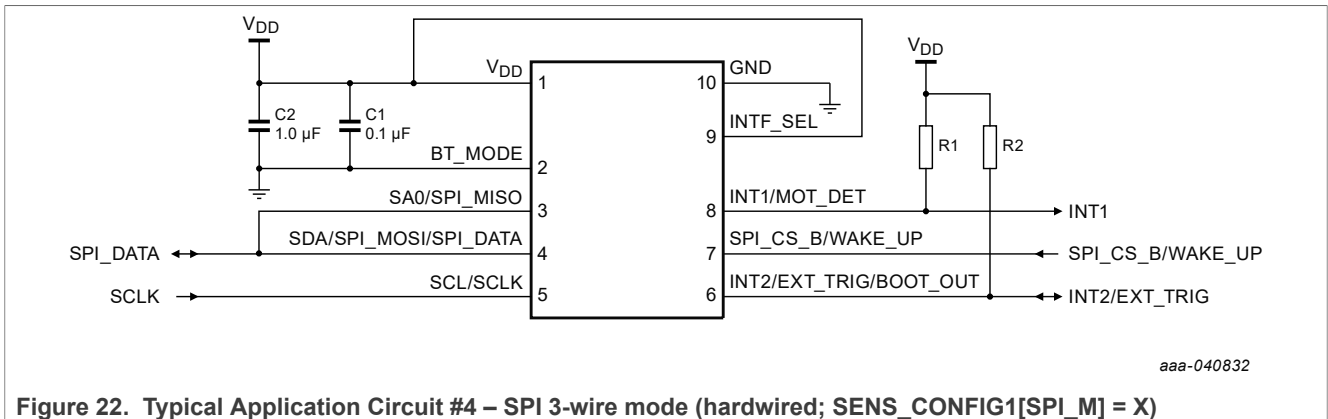 VDD
VDD
VDD
1
10
GND
C2
1.0 µF
C1
0.1 µF
9
INTF_SEL
R1
R2
BT_MODE
2
SA0/SPI_MISO
3
8
INT1/MOT_DET
INT1
SPI_DATA
SDA/SPI_MOSI/SPI_DATA
4
7
SPI_CS_B/WAKE_UP
SPI_CS_B/WAKE_UP
SCLK
SCL/SCLK
5
6
INT2/EXT_TRIG/BOOT_OUT
INT2/EXT_TRIG
aaa-040832
Figure 22. Typical Application Circuit #4 – SPI 3-wire mode (hardwired; SENS_CONFIG1[SPI_M] = X)